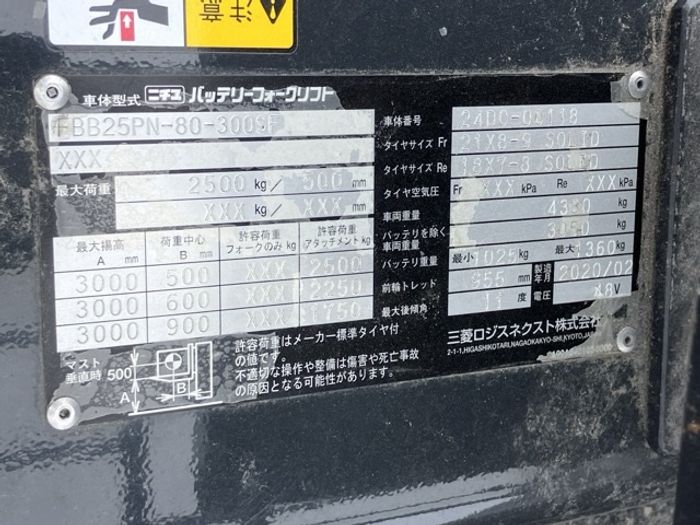 注意
車体型式 ニチユ バッテリーフォークリフト
FBB25PN-80-300SF
XXX
最大荷重 2500 kg/ 500 mm
XXX kg/ XXX mm
最大揚高 A mm 荷重中心 B mm 許容荷重 フォークのみ kg 許容荷重 アタッチメント kg
3000 500 XXX 2500
3000 600 XXX 2250
3000 900 XXX 1750
マスト垂直時 500 A B
許容荷重はメーカー標準タイヤ付
の値です。
不適切な操作や整備は傷害や死亡事故
の原因となる可能性があります。
車体番号
タイヤサイズ Fr 21X8-9 SOLID
タイヤサイズ Re 18X7-8 SOLID
タイヤ空気圧 Fr XXX kPa Re XXX kPa
車両重量 kg
バッテリを除く
車両重量 kg
バッテリ重量 最小 1025 kg 最大 1360 kg
前輪トレッド 955 mm 製造年月 2020/02
最大後傾角 度 電圧 48V
三菱ロジスネクスト株式会社
2-1-1,HIGASHIKOTARI,NAGAOKAKYO-SHI,KYOTO,JAPAN